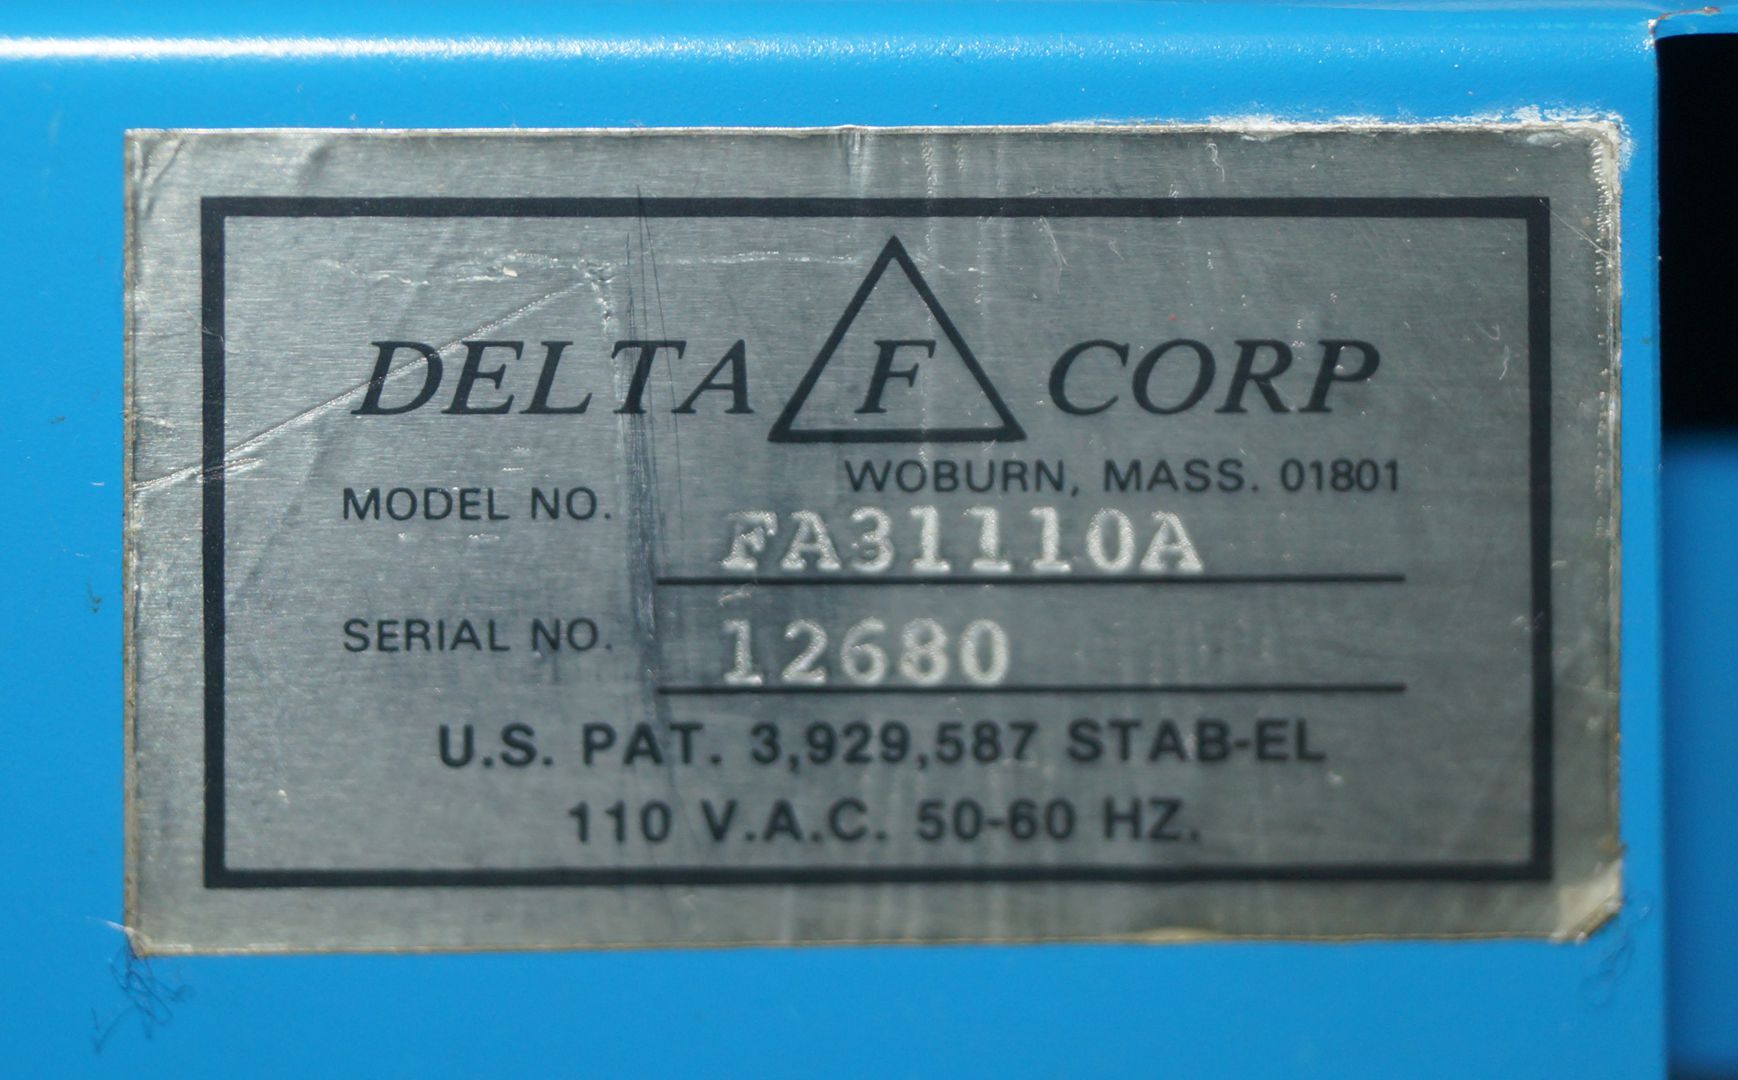 DELTA F CORP
WOBURN, MASS. 01801
MODEL NO. FA31110A
SERIAL NO. 12680
U.S. PAT. 3,929,587 STAB-EL
110 V.A.C. 50-60 HZ.